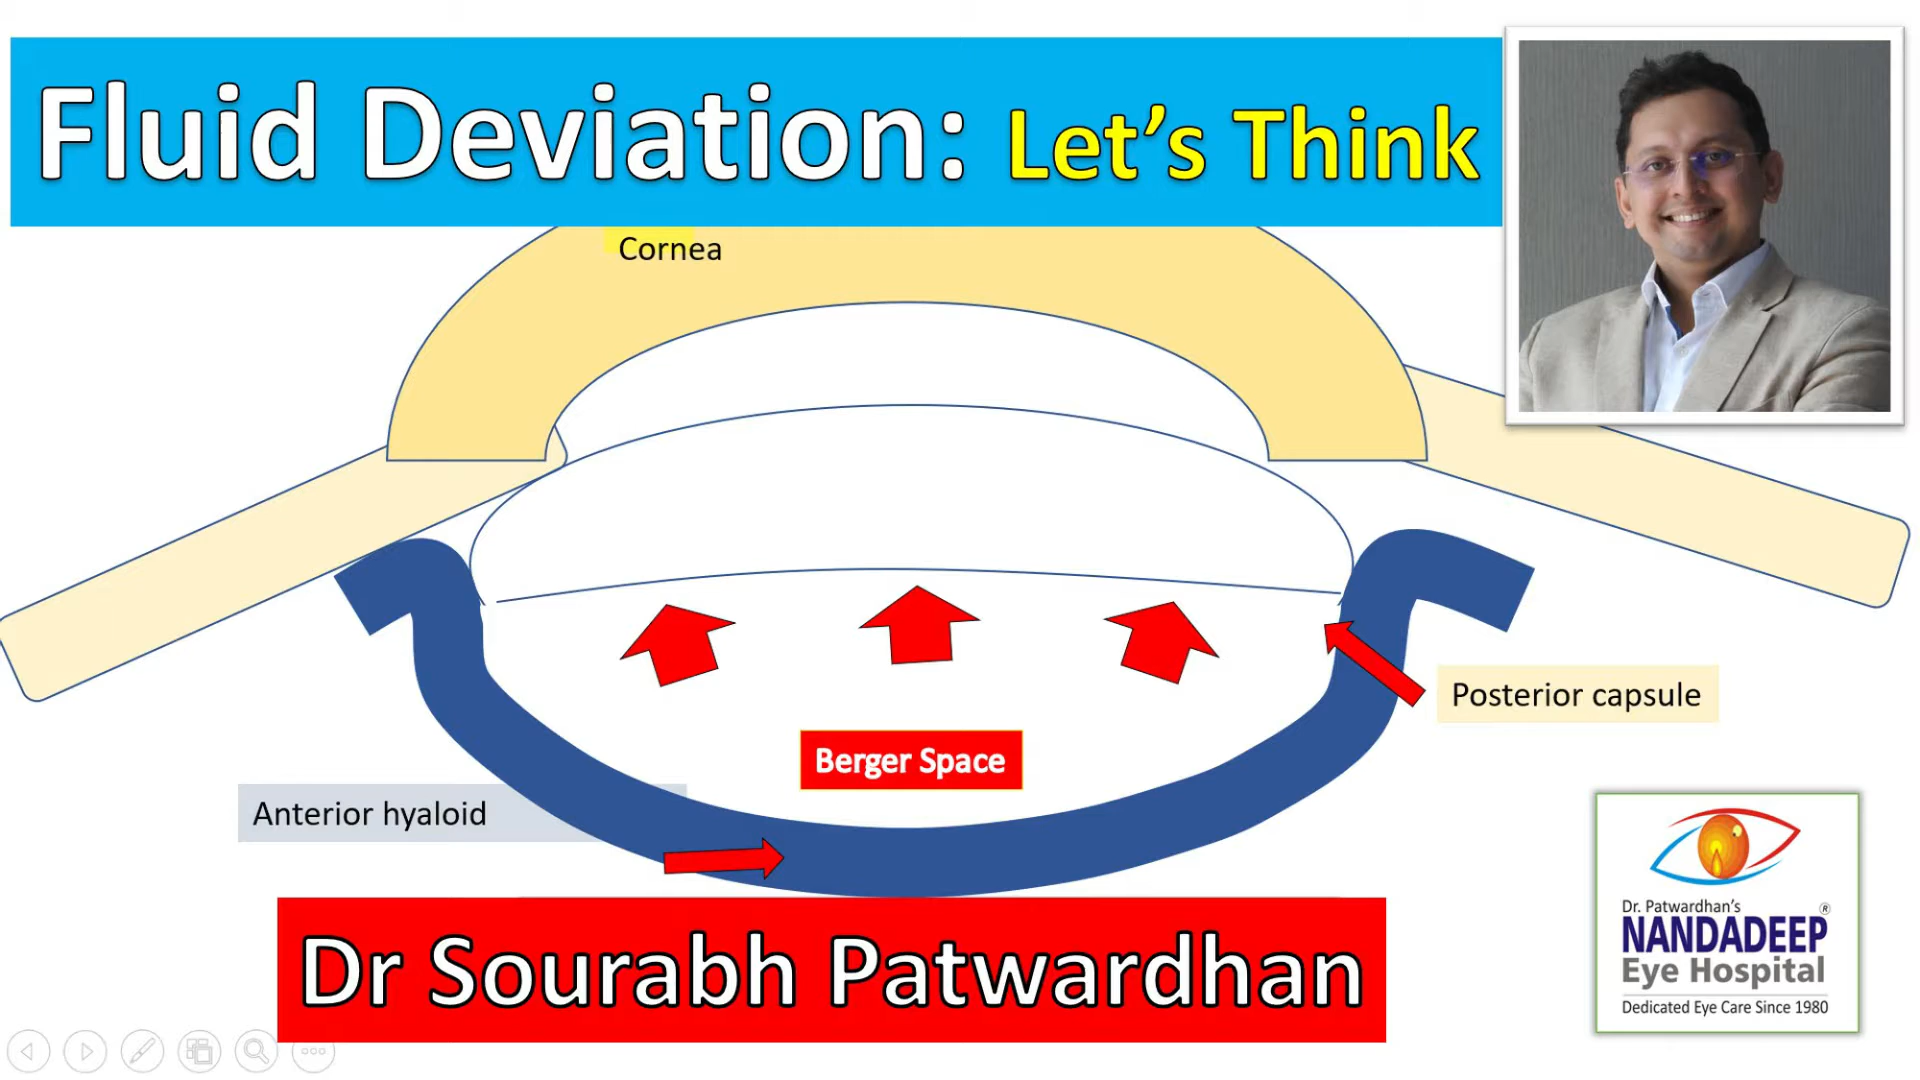 Fluid Deviation: Let's Think
Cornea
Posterior capsule
Berger Space
Anterior hyaloid
Dr Sourabh Patwardhan
Dr. Patwardhan's
NANDADEEP®
Eye Hospital
Dedicated Eye Care Since 1980